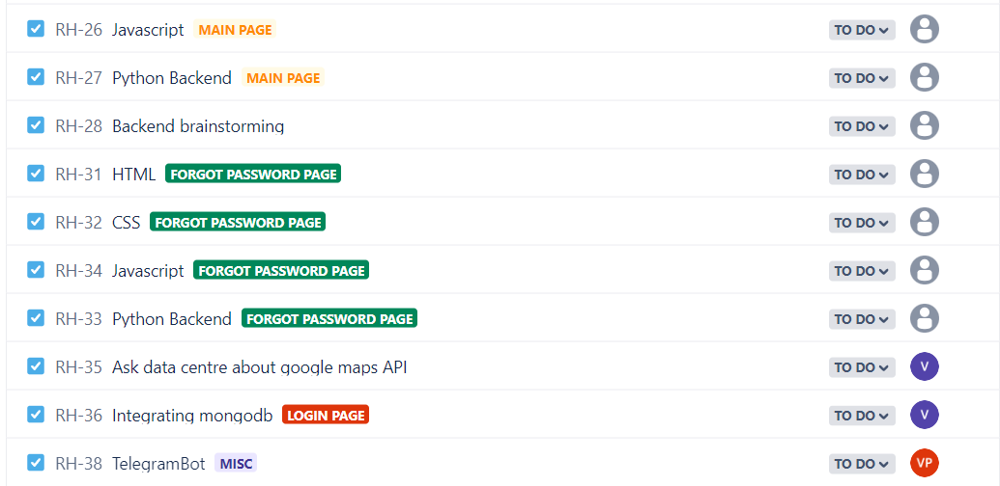 RH-26 Javascript MAIN PAGE TO DO
RH-27 Python Backend MAIN PAGE TO DO
RH-28 Backend brainstorming TO DO
RH-31 HTML FORGOT PASSWORD PAGE TO DO
RH-32 CSS FORGOT PASSWORD PAGE TO DO
RH-34 Javascript FORGOT PASSWORD PAGE TO DO
RH-33 Python Backend FORGOT PASSWORD PAGE TO DO
RH-35 Ask data centre about google maps API TO DO V
RH-36 Integrating mongodb LOGIN PAGE TO DO V
RH-38 TelegramBot MISC TO DO VP